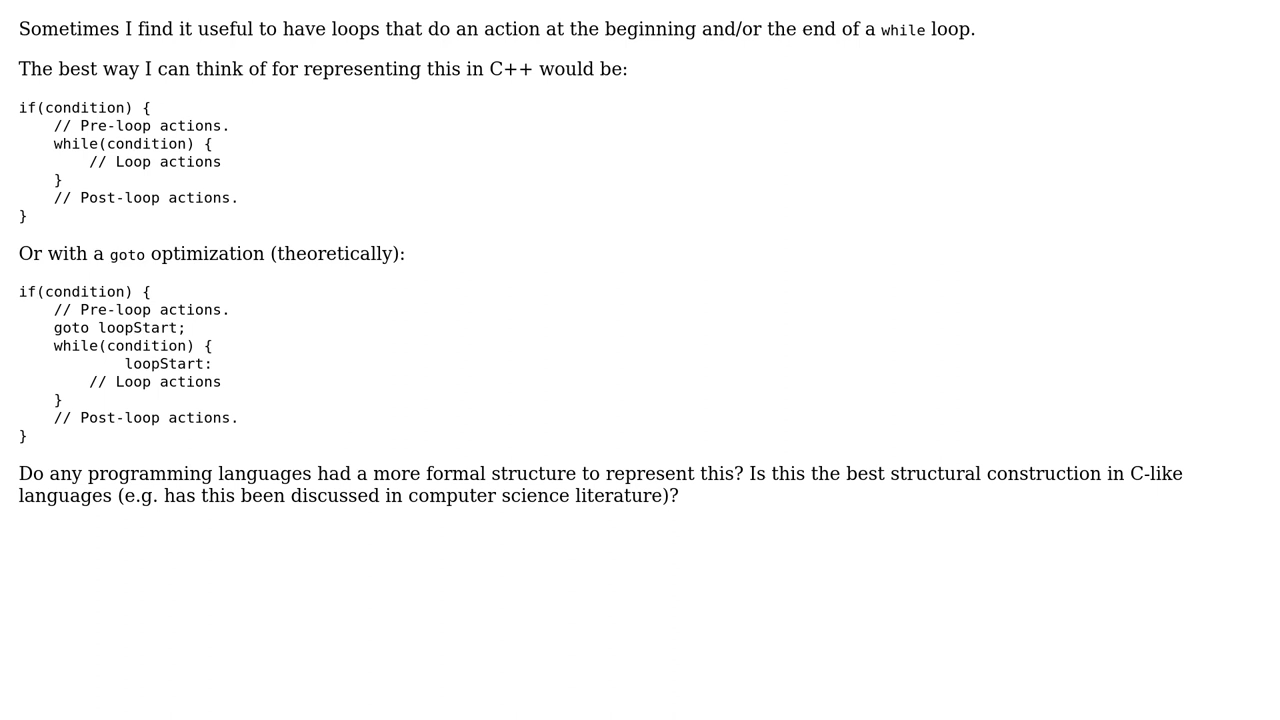 Sometimes I find it useful to have loops that do an action at the beginning and/or the end of a while loop.
The best way I can think of for representing this in C++ would be:
if(condition) {
    // Pre-loop actions.
    while(condition) {
        // Loop actions
    }
    // Post-loop actions.
}
Or with a goto optimization (theoretically):
if(condition) {
    // Pre-loop actions.
    goto loopStart;
    while(condition) {
            loopStart:
        // Loop actions
    }
    // Post-loop actions.
}
Do any programming languages had a more formal structure to represent this? Is this the best structural construction in C-like
languages (e.g. has this been discussed in computer science literature)?